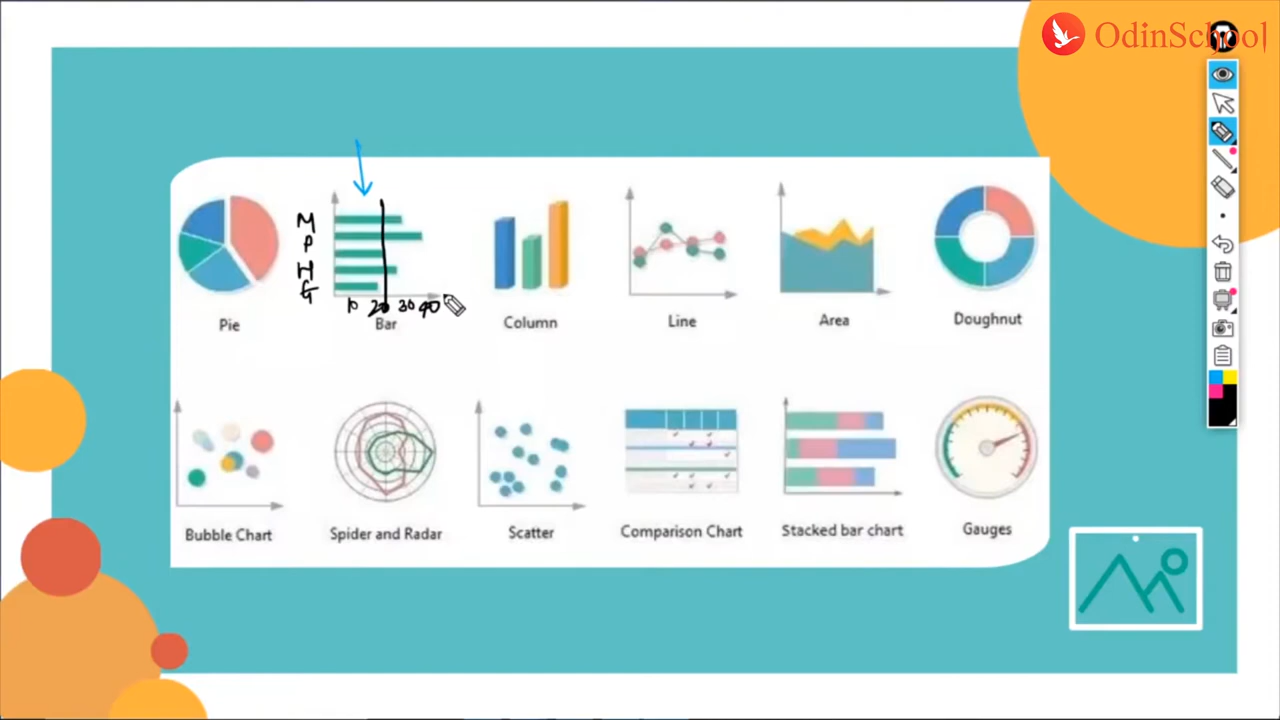 OdinSchool
M
P
H
G
10 20 30 40
Pie
Bar
Column
Line
Area
Doughnut
Bubble Chart
Spider and Radar
Scatter
Comparison Chart
Stacked bar chart
Gauges